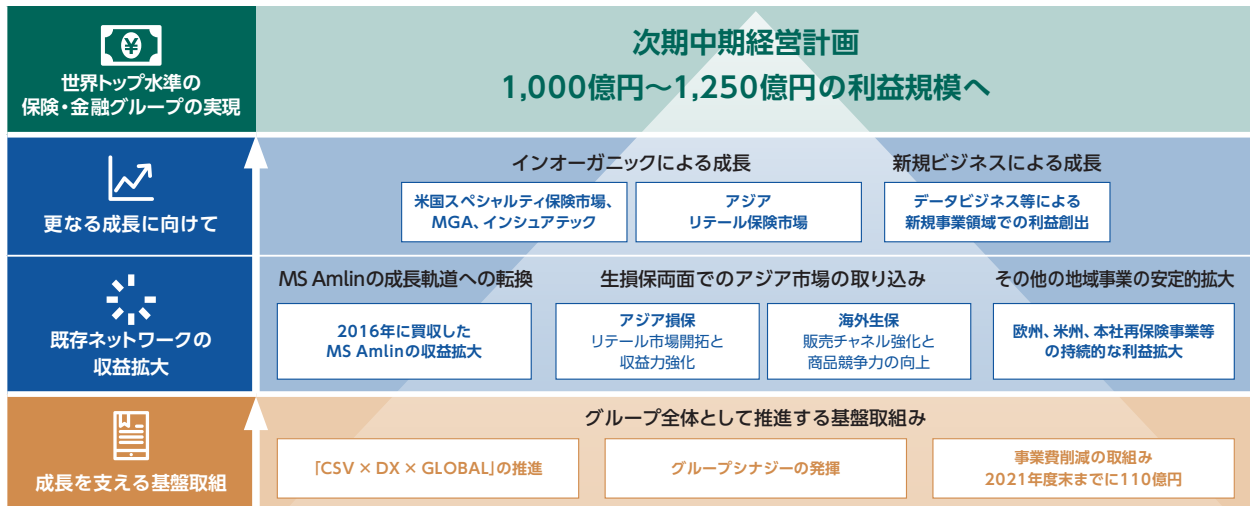 世界トップ水準の
保険・金融グループの実現
次期中期経営計画
1,000億円～1,250億円の利益規模へ
更なる成長に向けて
インオーガニックによる成長
米国スペシャルティ保険市場、
MGA、インシュアテック
アジア
リテール保険市場
新規ビジネスによる成長
データビジネス等による
新規事業領域での利益創出
既存ネットワークの
収益拡大
MS Amlinの成長軌道への転換
2016年に買収した
MS Amlinの収益拡大
生損保両面でのアジア市場の取り込み
アジア損保
リテール市場開拓と
収益力強化
海外生保
販売チャネル強化と
商品競争力の向上
その他の地域事業の安定的拡大
欧州、米州、本社再保険事業等
の持続的な利益拡大
成長を支える基盤取組
グループ全体として推進する基盤取組み
「CSV × DX × GLOBAL」の推進
グループシナジーの発揮
事業費削減の取組み
2021年度末までに110億円